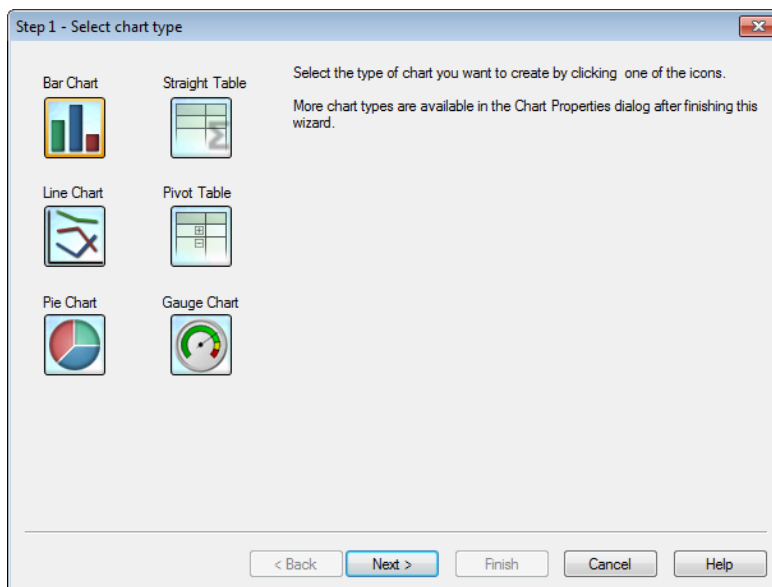 Step 1 - Select chart type
Bar Chart
Straight Table
Select the type of chart you want to create by clicking one of the icons.
More chart types are available in the Chart Properties dialog after finishing this
wizard.
Σ
Line Chart
Pivot Table
Pie Chart
Gauge Chart
< Back
Next >
Finish
Cancel
Help